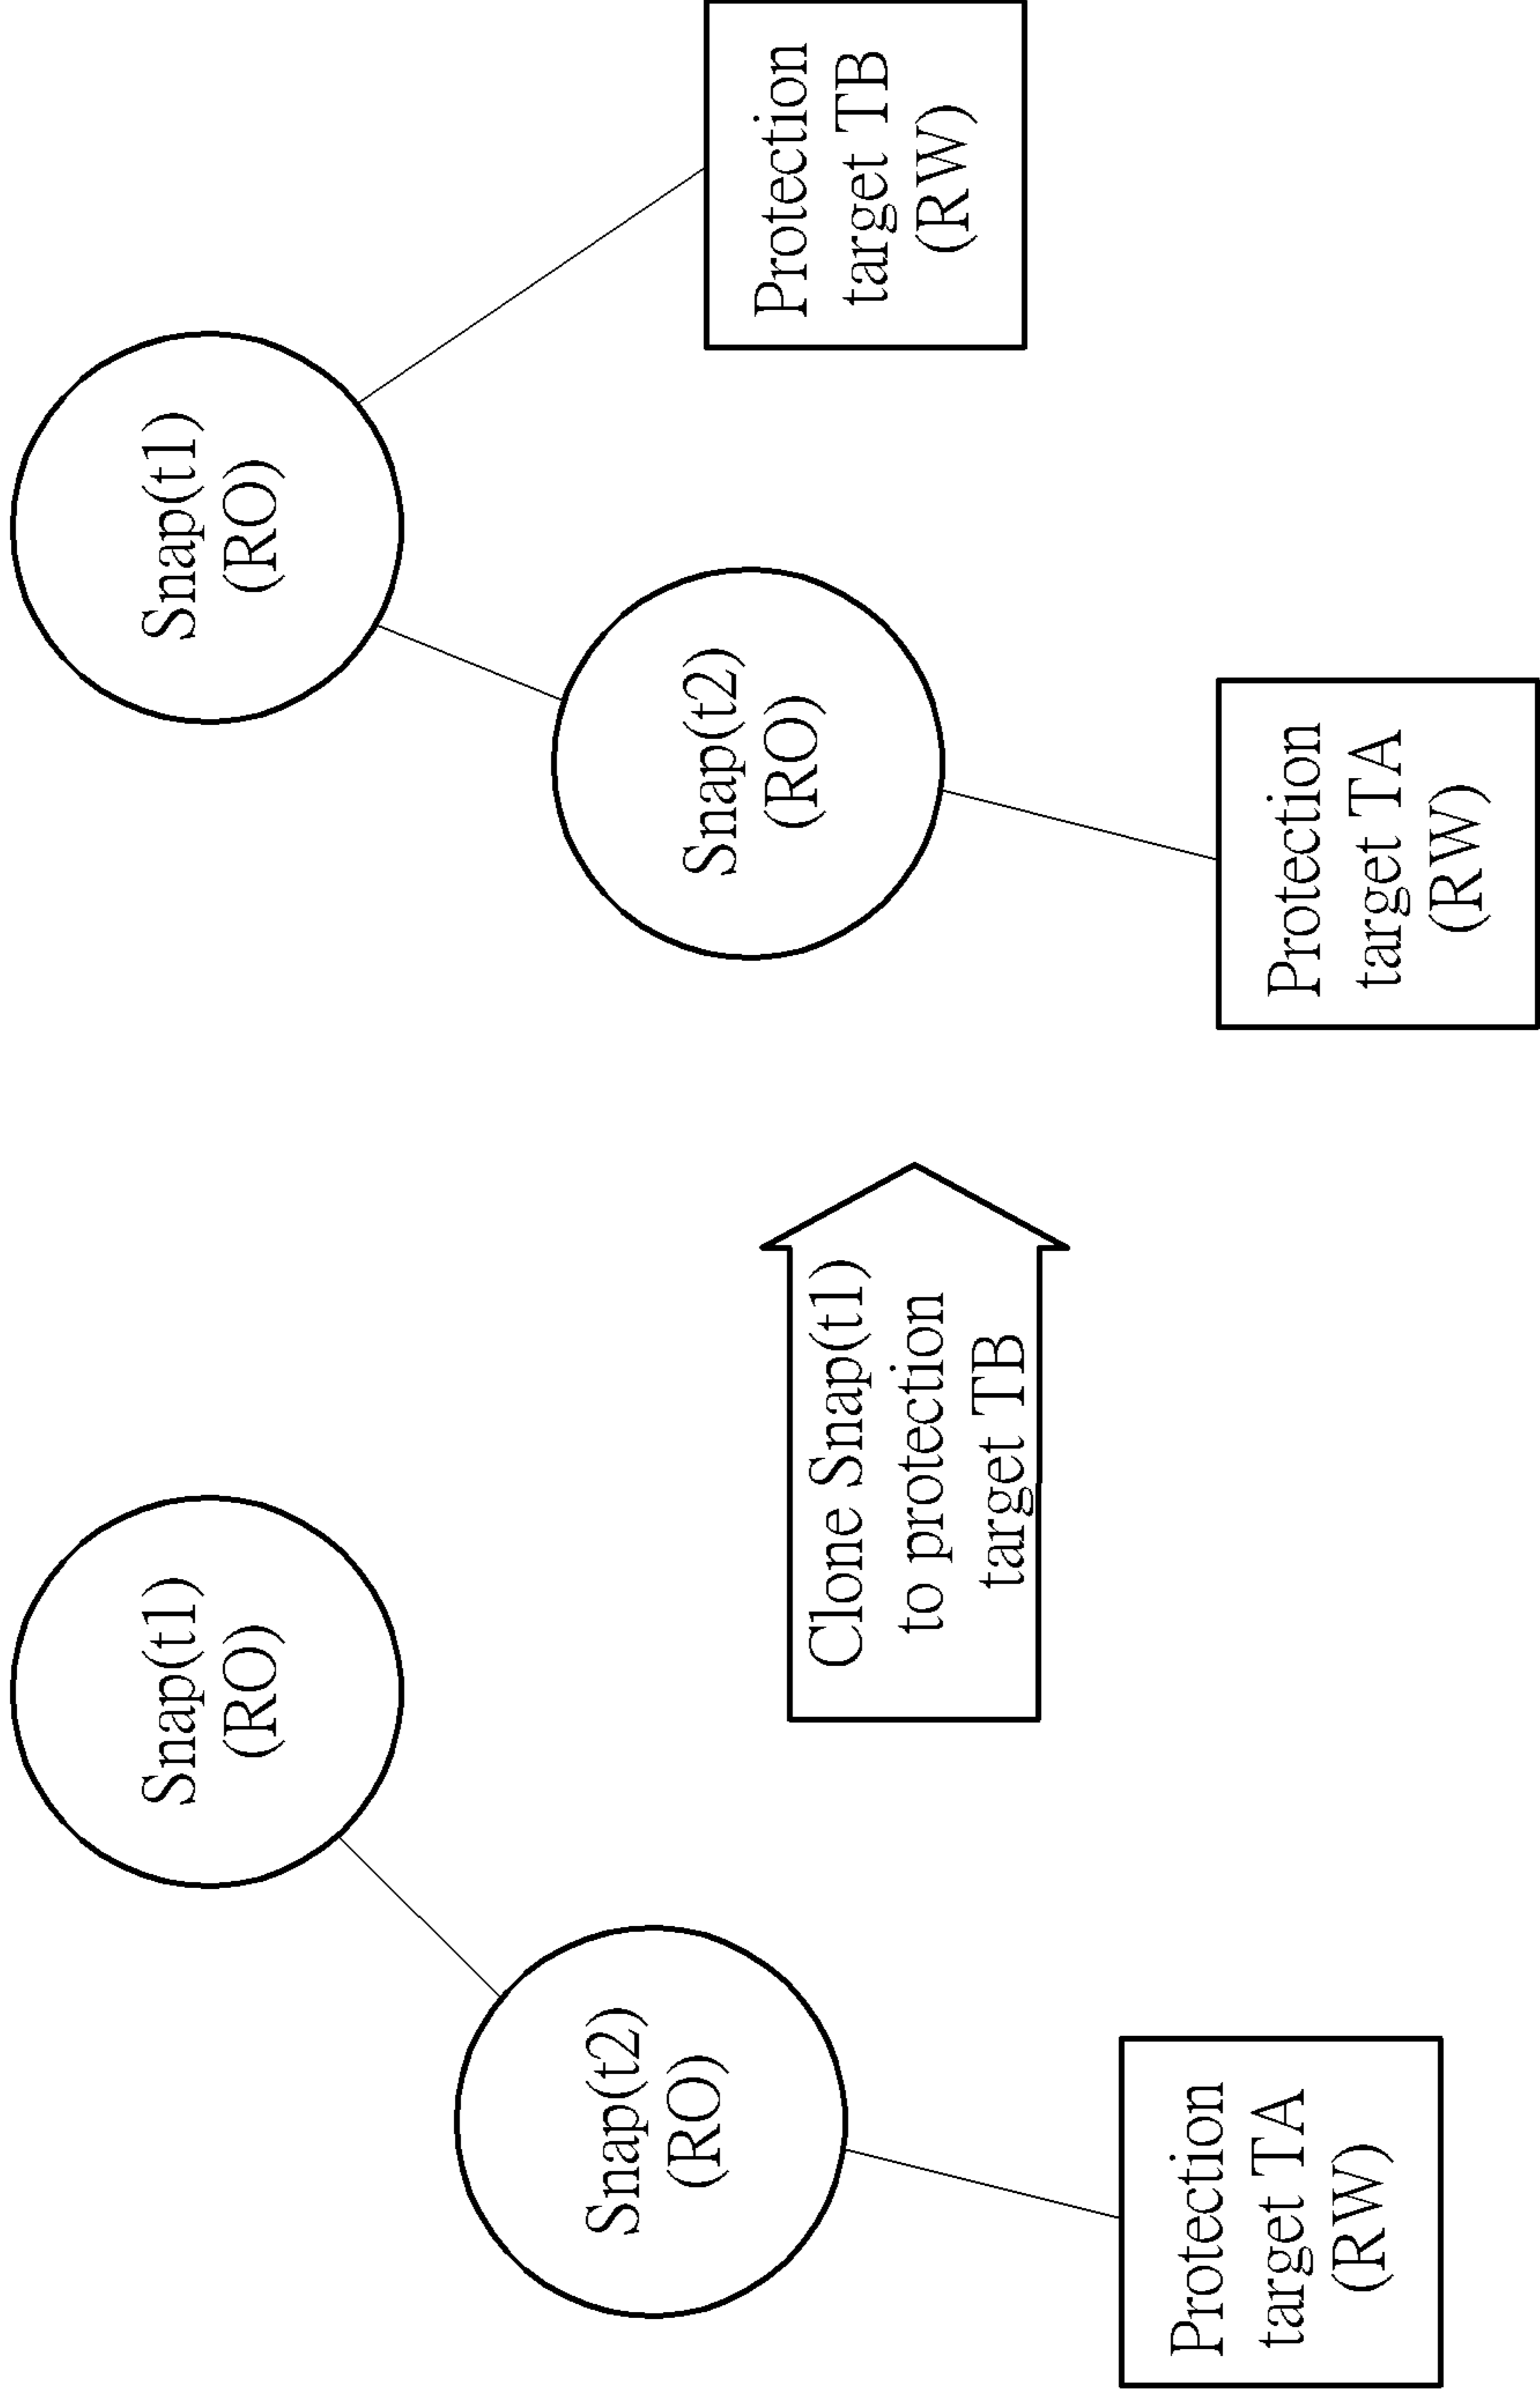 Snap(t1)
(RO)
Snap(t2)
(RO)
Protection
target TA
(RW)
Clone Snap(t1)
to protection
target TB
Snap(t1)
(RO)
Snap(t2)
(RO)
Protection
target TA
(RW)
Protection
target TB
(RW)